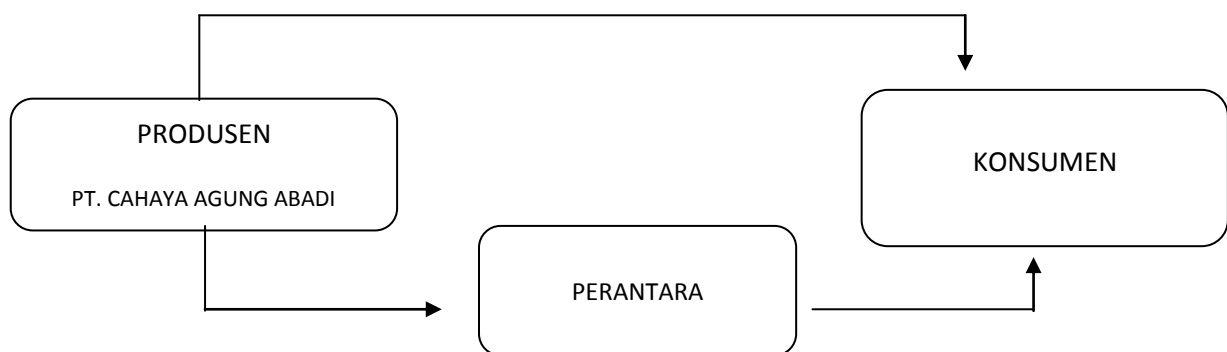 PRODUSEN
PT. CAHAYA AGUNG ABADI
KONSUMEN
PERANTARA